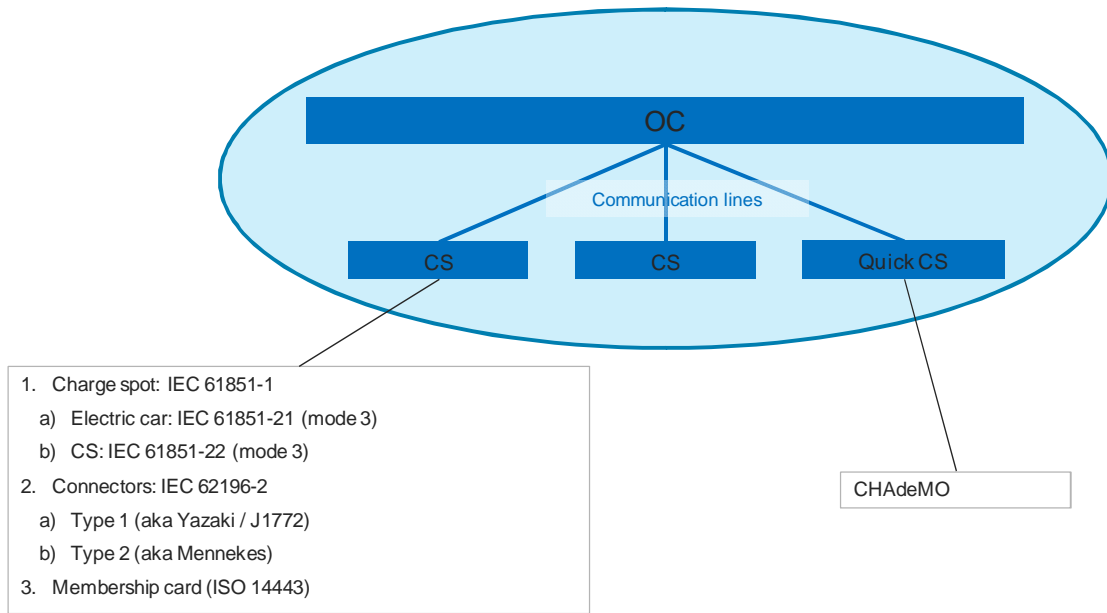 OC
Communication lines
CS
CS
Quick CS
1. Charge spot: IEC 61851-1
a) Electric car: IEC 61851-21 (mode 3)
b) CS: IEC 61851-22 (mode 3)
2. Connectors: IEC 62196-2
a) Type 1 (aka Yazaki / J1772)
b) Type 2 (aka Mennekes)
3. Membership card (ISO 14443)
CHAdeMO